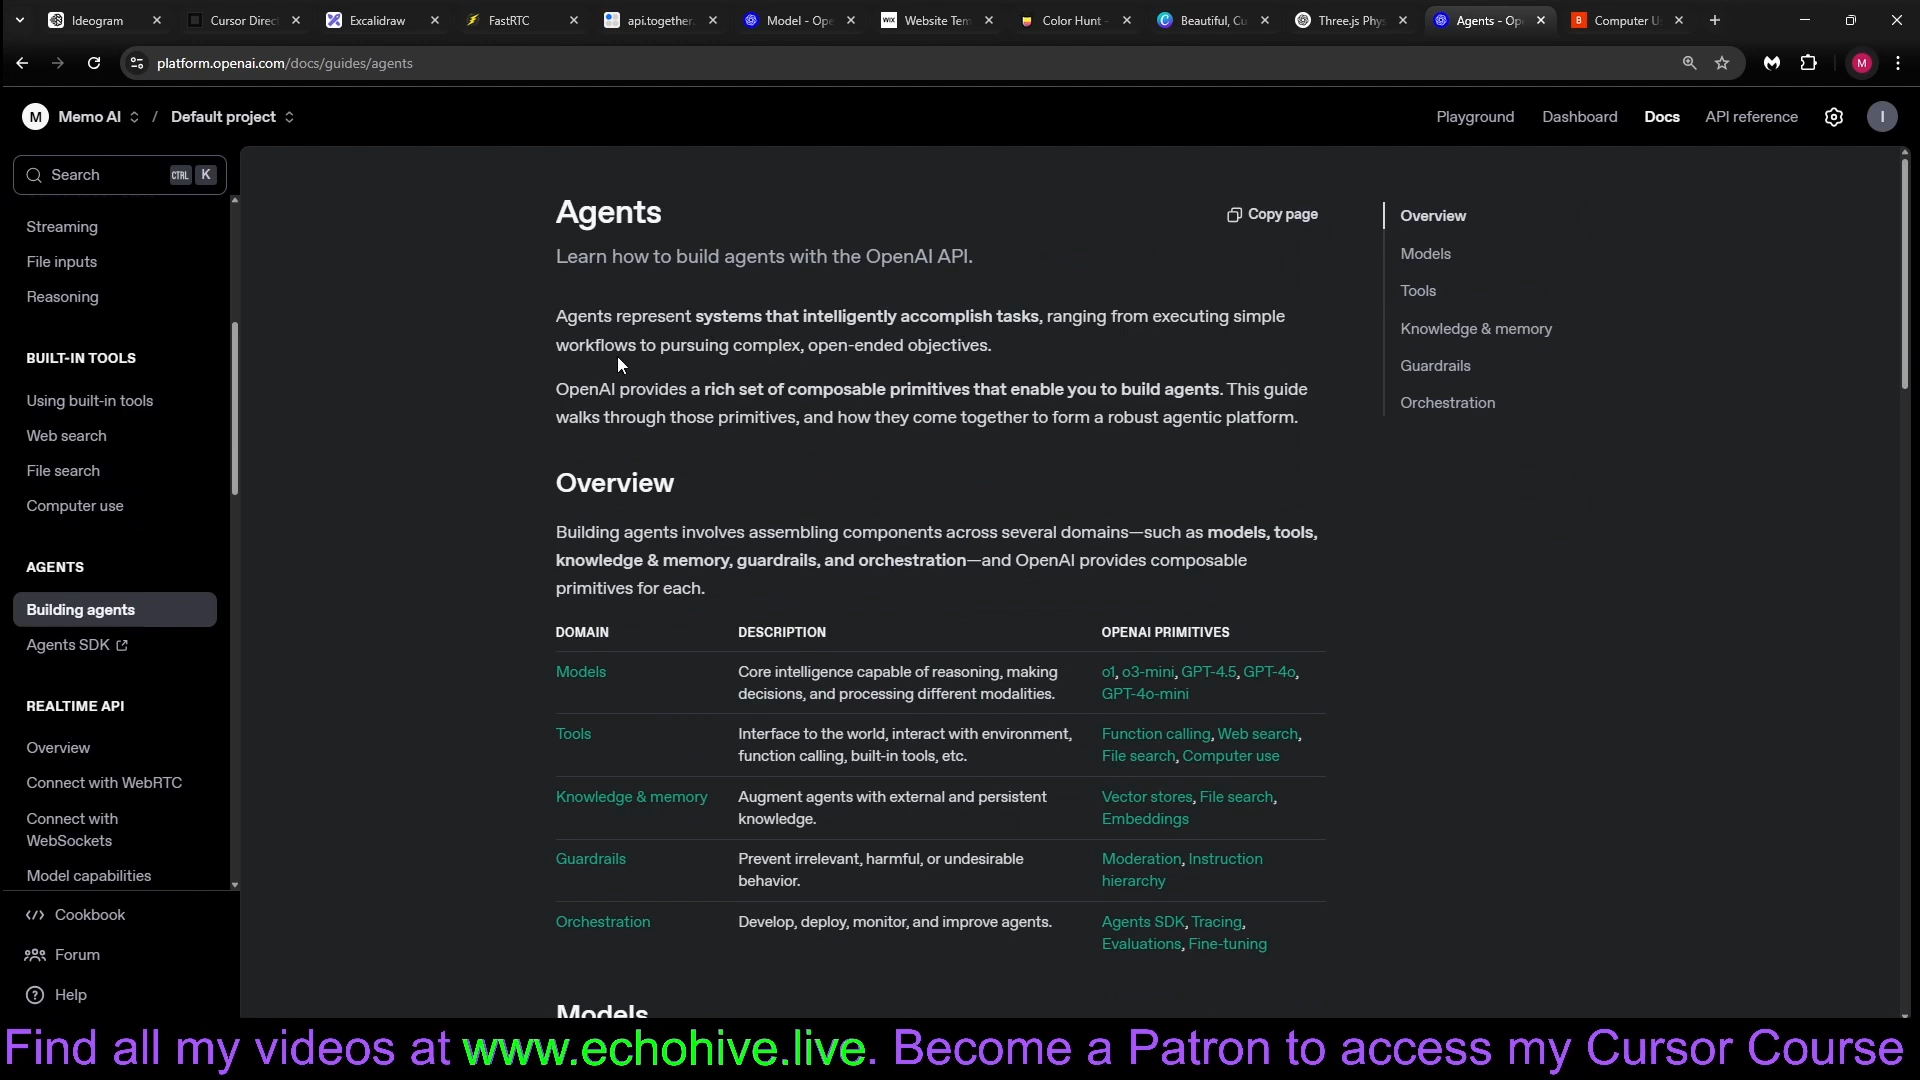 Ideogram
Cursor Direc
Excalidraw
FastRTC
api.together.
Model - Ope
WIX
Website Tem
Color Hunt -
Beautiful, Cu
Three.js Phys
Agents - Op
B
Computer U
platform.openai.com/docs/guides/agents
M
M
Memo AI
/
Default project
Playground
Dashboard
Docs
API reference
I
Search
CTRL
K
Streaming
File inputs
Reasoning
BUILT-IN TOOLS
Using built-in tools
Web search
File search
Computer use
AGENTS
Building agents
Agents SDK
REALTIME API
Overview
Connect with WebRTC
Connect with
WebSockets
Model capabilities
Cookbook
Forum
Help
Agents
Copy page
Learn how to build agents with the OpenAI API.
Agents represent systems that intelligently accomplish tasks, ranging from executing simple
workflows to pursuing complex, open-ended objectives.
OpenAI provides a rich set of composable primitives that enable you to build agents. This guide
walks through those primitives, and how they come together to form a robust agentic platform.
Overview
Building agents involves assembling components across several domains—such as models, tools,
knowledge & memory, guardrails, and orchestration—and OpenAI provides composable
primitives for each.
DOMAIN
DESCRIPTION
OPENAI PRIMITIVES
Models
Core intelligence capable of reasoning, making
decisions, and processing different modalities.
o1, o3-mini, GPT-4.5, GPT-4o,
GPT-4o-mini
Tools
Interface to the world, interact with environment,
function calling, built-in tools, etc.
Function calling, Web search,
File search, Computer use
Knowledge & memory
Augment agents with external and persistent
knowledge.
Vector stores, File search,
Embeddings
Guardrails
Prevent irrelevant, harmful, or undesirable
behavior.
Moderation, Instruction
hierarchy
Orchestration
Develop, deploy, monitor, and improve agents.
Agents SDK, Tracing,
Evaluations, Fine-tuning
Models
Overview
Models
Tools
Knowledge & memory
Guardrails
Orchestration
Find all my videos at www.echohive.live. Become a Patron to access my Cursor Course